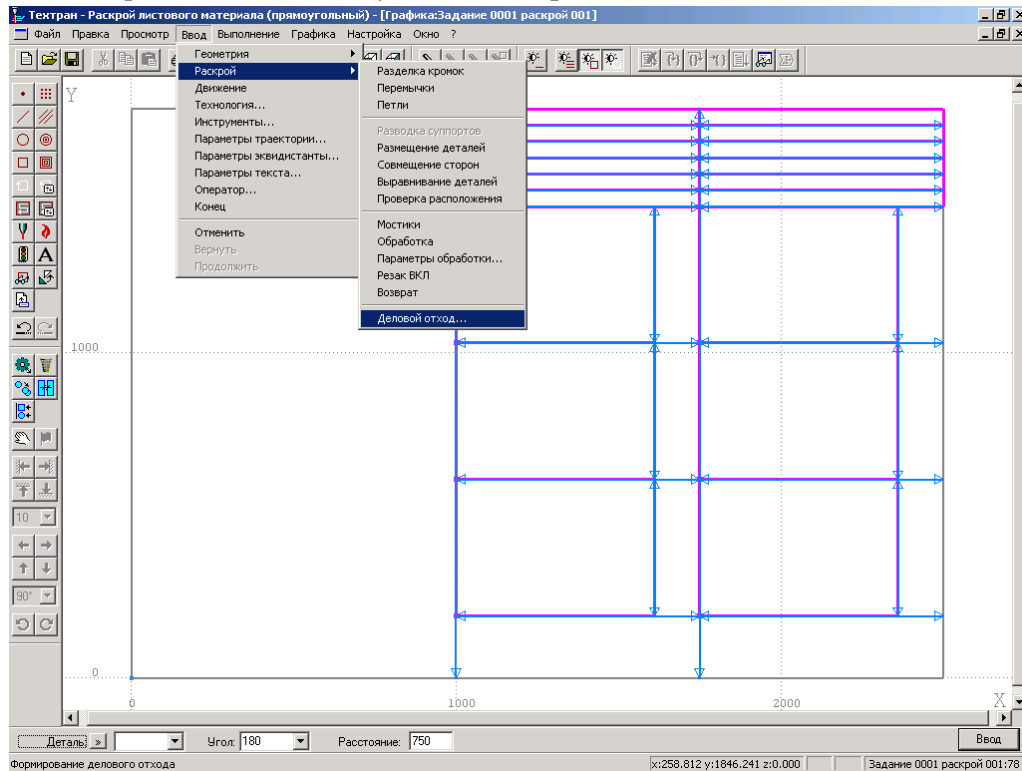 Техтран - Раскрой листового материала (прямоугольный) - [Графика:Задание 0001 раскрой 001]
Файл Правка Просмотр Ввод Выполнение Графика Настройка Окно ?
Геометрия
Раскрой
Движение
Технология...
Инструменты...
Параметры траектории...
Параметры эквидистанты...
Параметры текста...
Оператор...
Конец
Отменить
Вернуть
Продолжить
Разделка кромок
Перемычки
Петли
Разводка суппортов
Размещение деталей
Совмещение сторон
Выравнивание деталей
Проверка расположения
Мостики
Обработка
Параметры обработки...
Резак ВКЛ
Возврат
Деловой отход...
Y
1000
0
0 1000 2000 X
10
90°
Деталь » Угол: 180 Расстояние: 750 Ввод
Формирование делового отхода x:258.812 y:1846.241 z:0.000 Задание 0001 раскрой 001:78